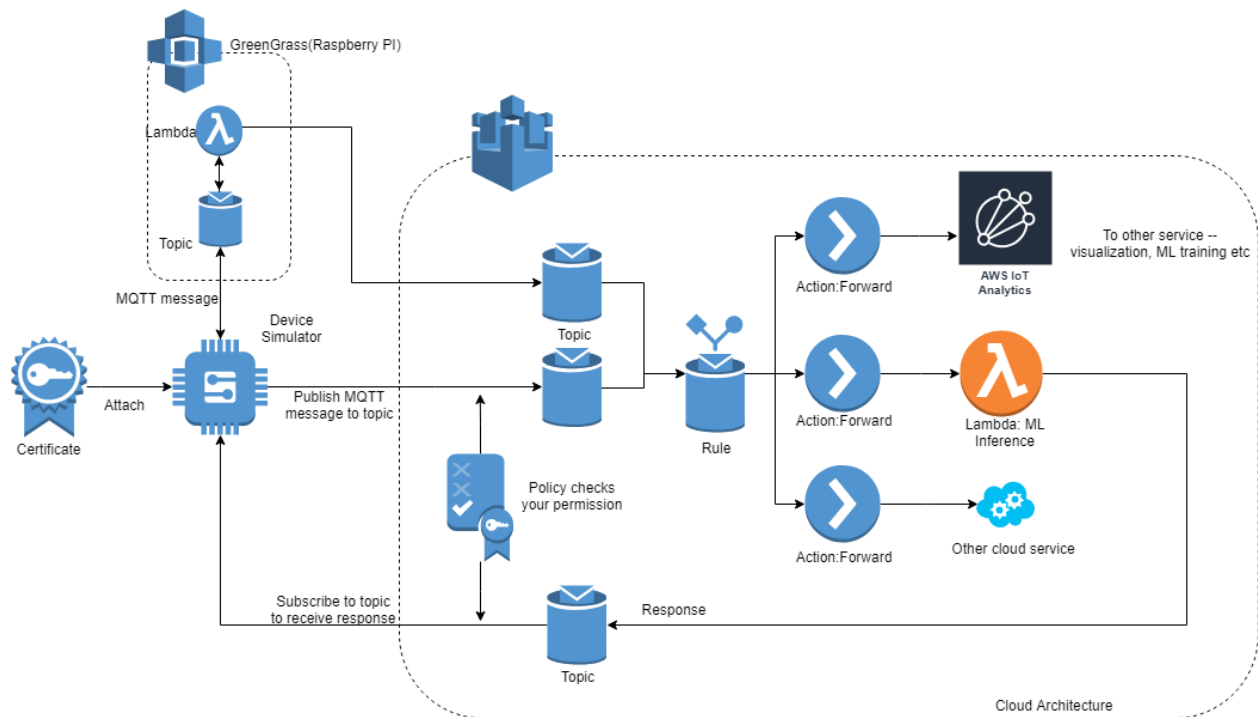 GreenGrass(Raspberry PI)
Lambda
Topic
MQTT message
Device
Simulator
Attach
Certificate
Publish MQTT
message to topic
Topic
Rule
Action:Forward
AWS IoT
Analytics
To other service --
visualization, ML training etc
Action:Forward
Lambda: ML
Inference
Policy checks
your permission
Action:Forward
Other cloud service
Subscribe to topic
to receive response
Response
Topic
Cloud Architecture